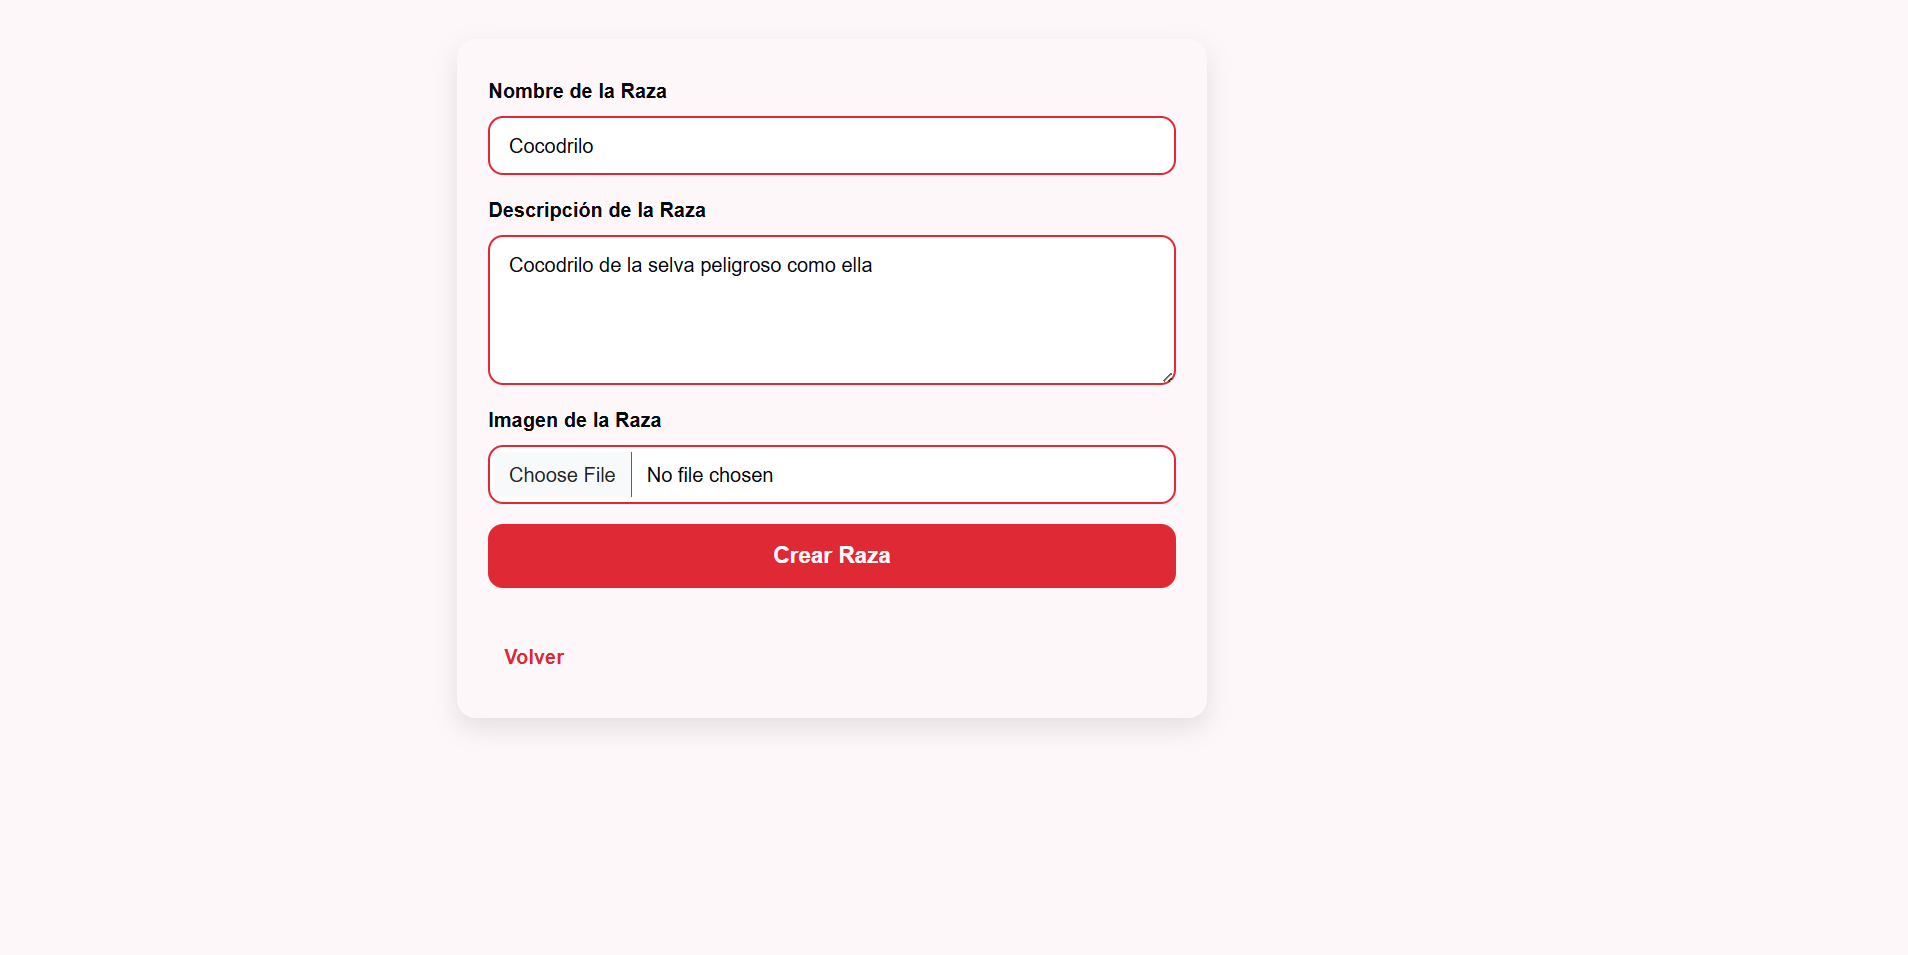 Nombre de la Raza
Cocodrilo
Descripción de la Raza
Cocodrilo de la selva peligroso como ella
Imagen de la Raza
Choose File No file chosen
Crear Raza
Volver